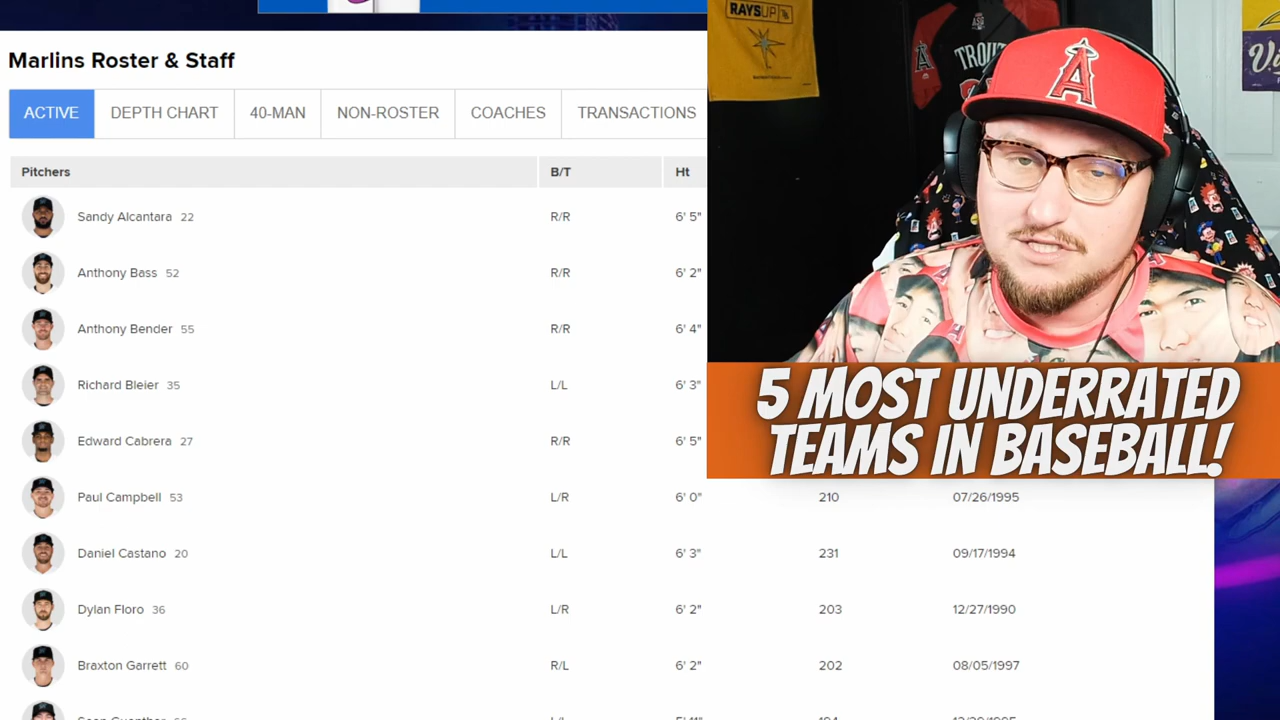 Marlins Roster & Staff
ACTIVE DEPTH CHART 40-MAN NON-ROSTER COACHES TRANSACTIONS
Pitchers B/T Ht
Sandy Alcantara 22 R/R 6' 5"
Anthony Bass 52 R/R 6' 2"
Anthony Bender 55 R/R 6' 4"
Richard Bleier 35 L/L 6' 3"
Edward Cabrera 27 R/R 6' 5"
Paul Campbell 53 L/R 6' 0" 210 07/26/1995
Daniel Castano 20 L/L 6' 3" 231 09/17/1994
Dylan Floro 36 L/R 6' 2" 203 12/27/1990
Braxton Garrett 60 R/L 6' 2" 202 08/05/1997
RAYS UP
TROUT
A
5 MOST UNDERRATED
TEAMS IN BASEBALL!